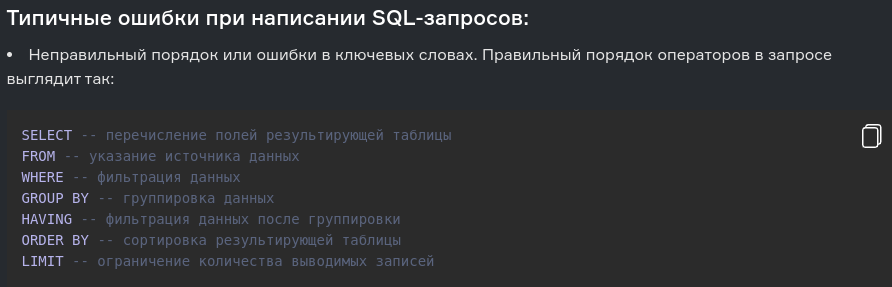 Типичные ошибки при написании SQL-запросов:
• Неправильный порядок или ошибки в ключевых словах. Правильный порядок операторов в запросе
выглядит так:
SELECT -- перечисление полей результирующей таблицы
FROM -- указание источника данных
WHERE -- фильтрация данных
GROUP BY -- группировка данных
HAVING -- фильтрация данных после группировки
ORDER BY -- сортировка результирующей таблицы
LIMIT -- ограничение количества выводимых записей